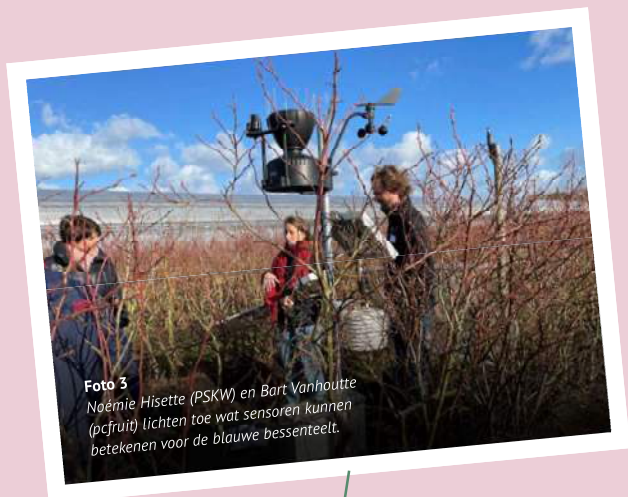 Foto 3
Noémie Hisette (PSKW) en Bart Vanhoutte
(pcfruit) lichten toe wat sensoren kunnen
betekenen voor de blauwe bessenteelt.